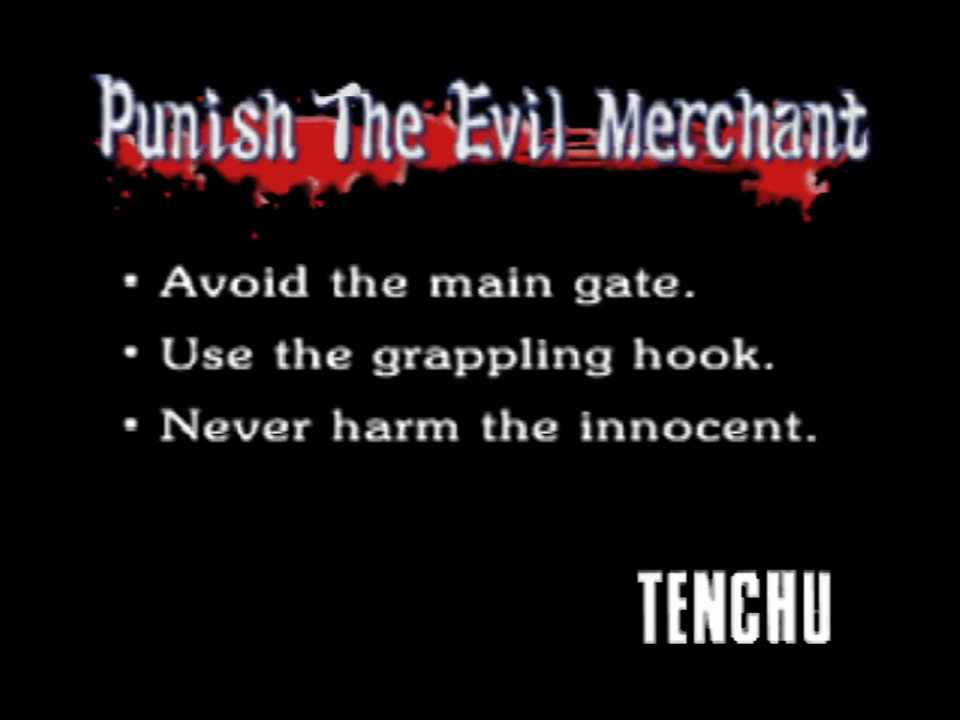 Punish The Evil Merchant
• Avoid the main gate.
• Use the grappling hook.
• Never harm the innocent.
TENCHU